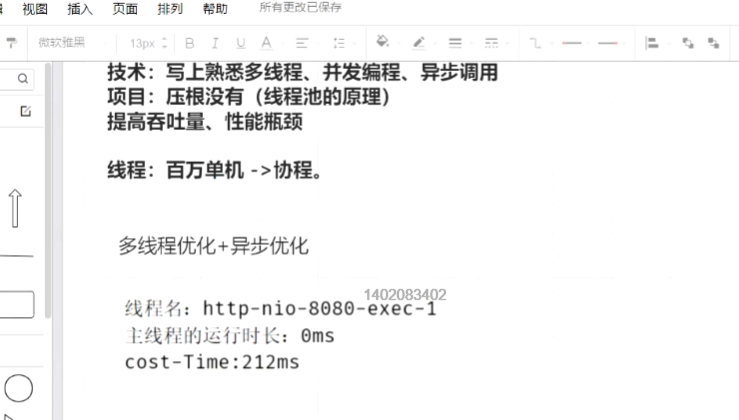 视图 插入 页面 排列 帮助 所有更改已保存
微软雅黑 13px B I U A
技术：写上熟悉多线程、并发编程、异步调用
项目：压根没有（线程池的原理）
提高吞吐量、性能瓶颈
线程：百万单机 ->协程。
多线程优化+异步优化
1402083402
线程名：http-nio-8080-exec-1
主线程的运行时长：0ms
cost-Time:212ms